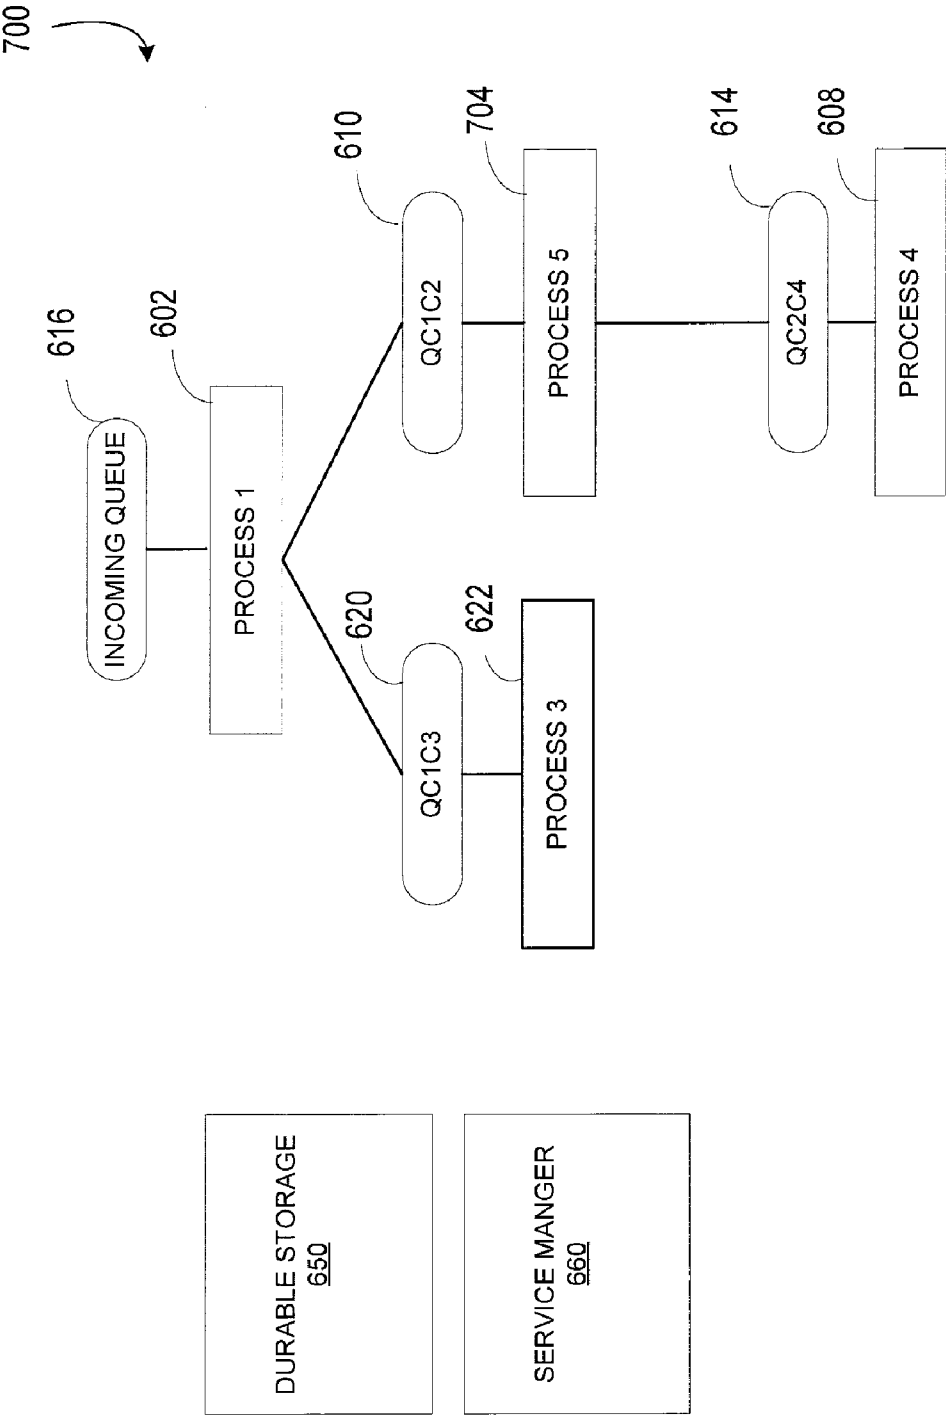 700
616
INCOMING QUEUE
602
PROCESS 1
620
QC1C3
610
QC1C2
622
PROCESS 3
704
PROCESS 5
614
QC2C4
608
PROCESS 4
DURABLE STORAGE
650
SERVICE MANGER
660